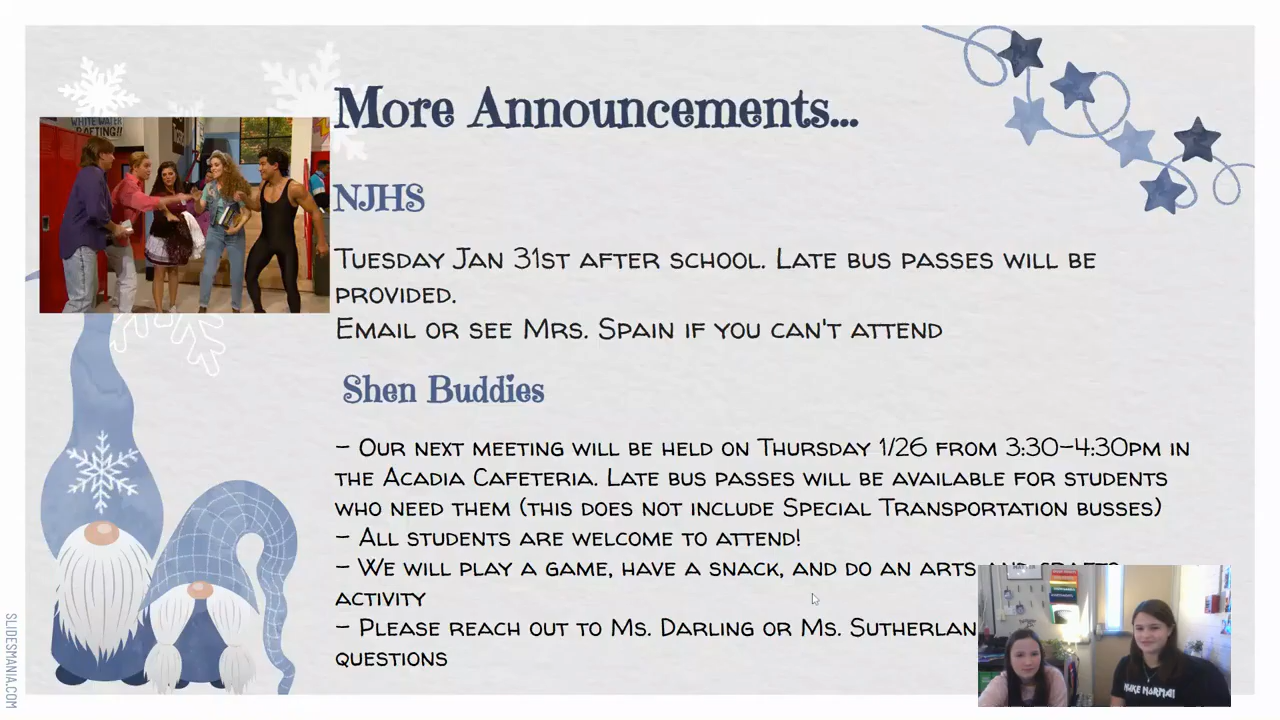 More Announcements...
WHITE WATER
RAFTING!!
NJHS
Tuesday Jan 31st after school. Late bus passes will be
provided.
Email or see Mrs. Spain if you can't attend
Shen Buddies
- Our next meeting will be held on Thursday 1/26 from 3:30-4:30pm in
the Acadia Cafeteria. Late bus passes will be available for students
who need them (this does not include Special Transportation busses)
- All students are welcome to attend!
- We will play a game, have a snack, and do an arts and crafts
activity
- Please reach out to Ms. Darling or Ms. Sutherlan
questions
SLIDESMANIA.COM